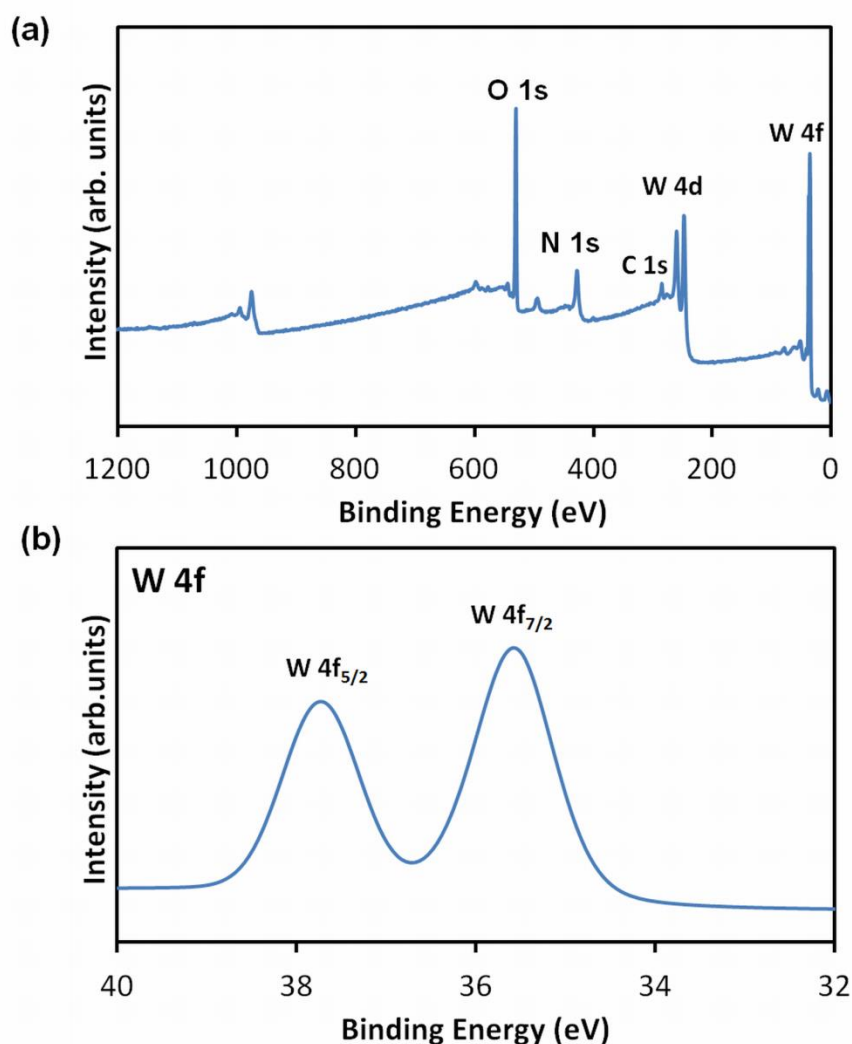 (a)
Intensity (arb. units)
O 1s
W 4f
W 4d
N 1s
C 1s
1200 1000 800 600 400 200 0
Binding Energy (eV)
(b)
Intensity (arb.units)
W 4f
W 4f7/2
W 4f5/2
40 38 36 34 32
Binding Energy (eV)